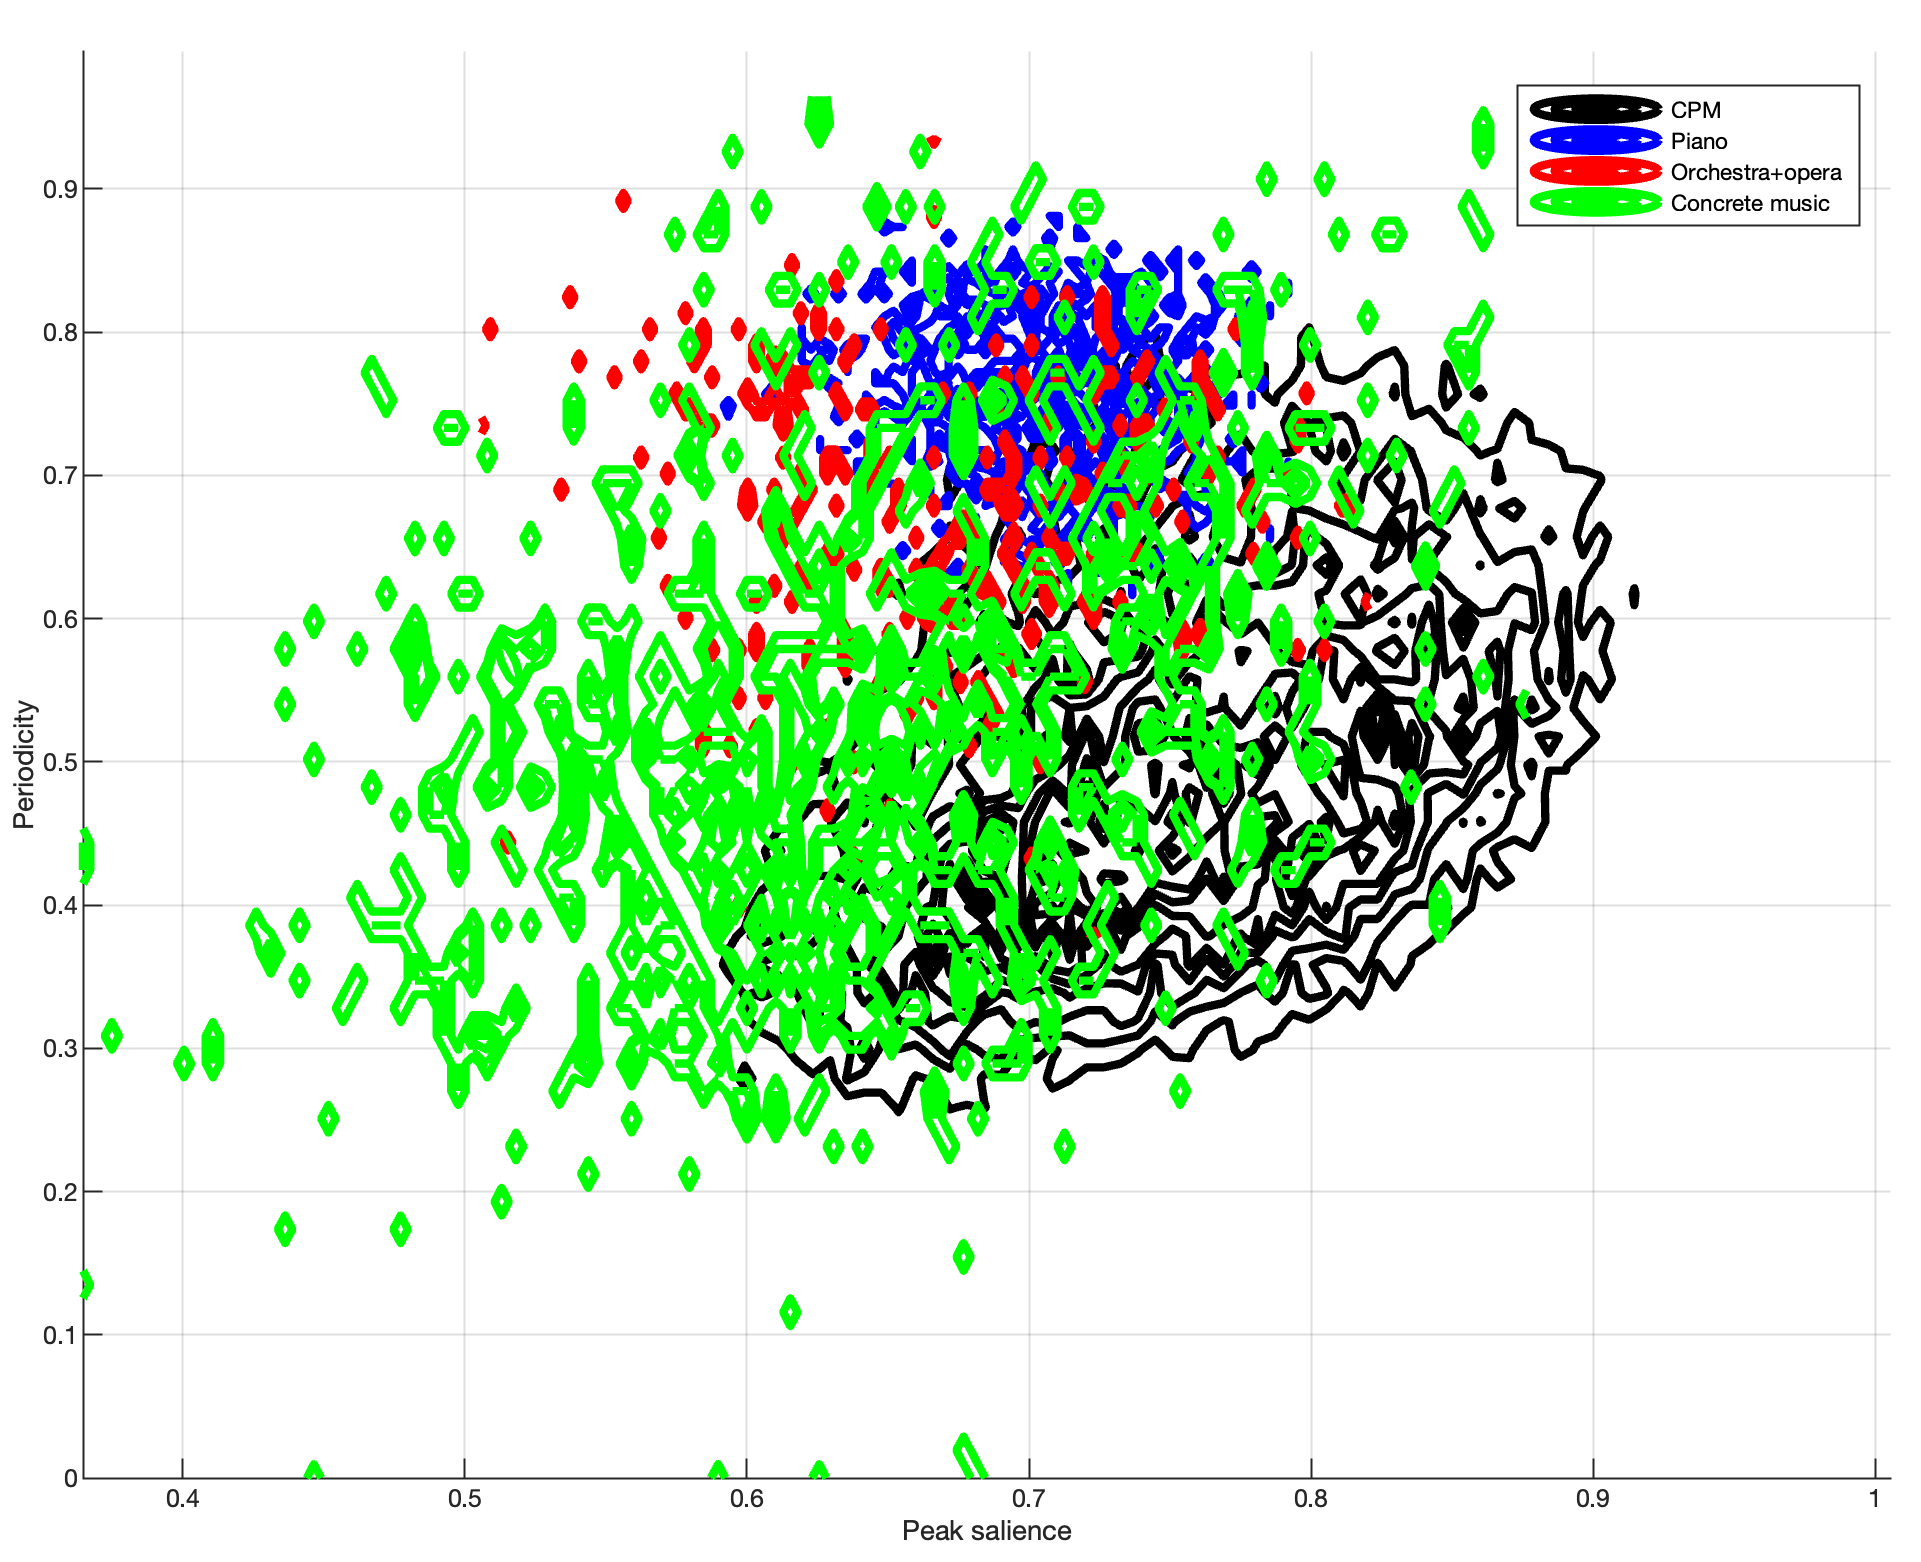 CPM
Piano
Orchestra+opera
Concrete music
0.9
0.8
0.7
0.6
0.5
0.4
0.3
0.2
0.1
0
Periodicity
0.4 0.5 0.6 0.7 0.8 0.9 1
Peak salience